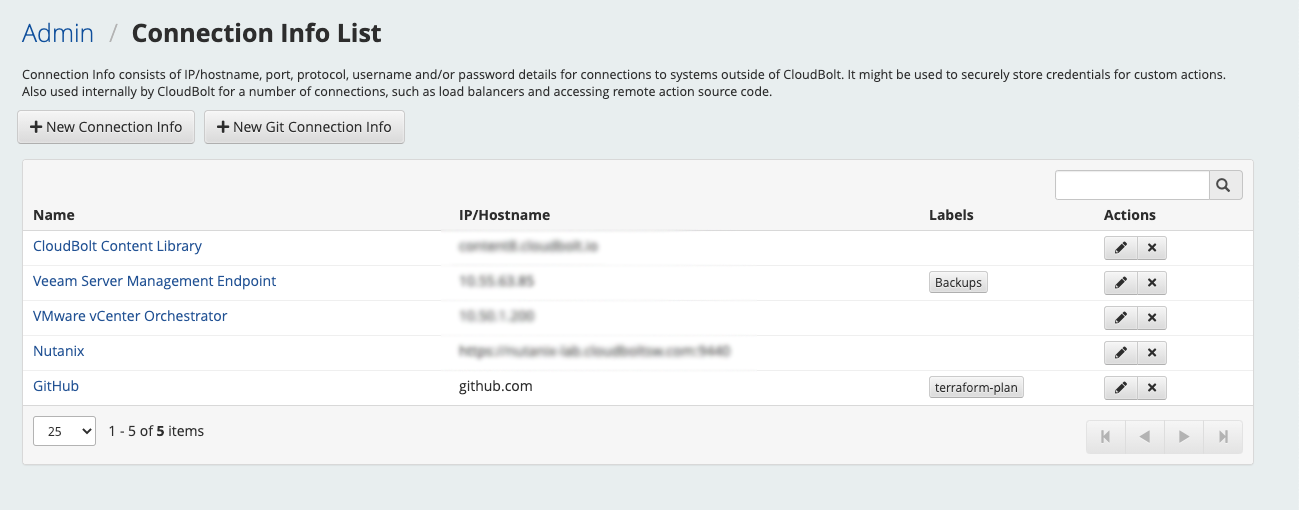 Admin / Connection Info List
Connection Info consists of IP/hostname, port, protocol, username and/or password details for connections to systems outside of CloudBolt. It might be used to securely store credentials for custom actions.
Also used internally by CloudBolt for a number of connections, such as load balancers and accessing remote action source code.
New Connection Info New Git Connection Info
Name IP/Hostname Labels Actions
CloudBolt Content Library
Veeam Server Management Endpoint Backups
VMware vCenter Orchestrator
Nutanix
GitHub github.com terraform-plan
25 1 - 5 of 5 items